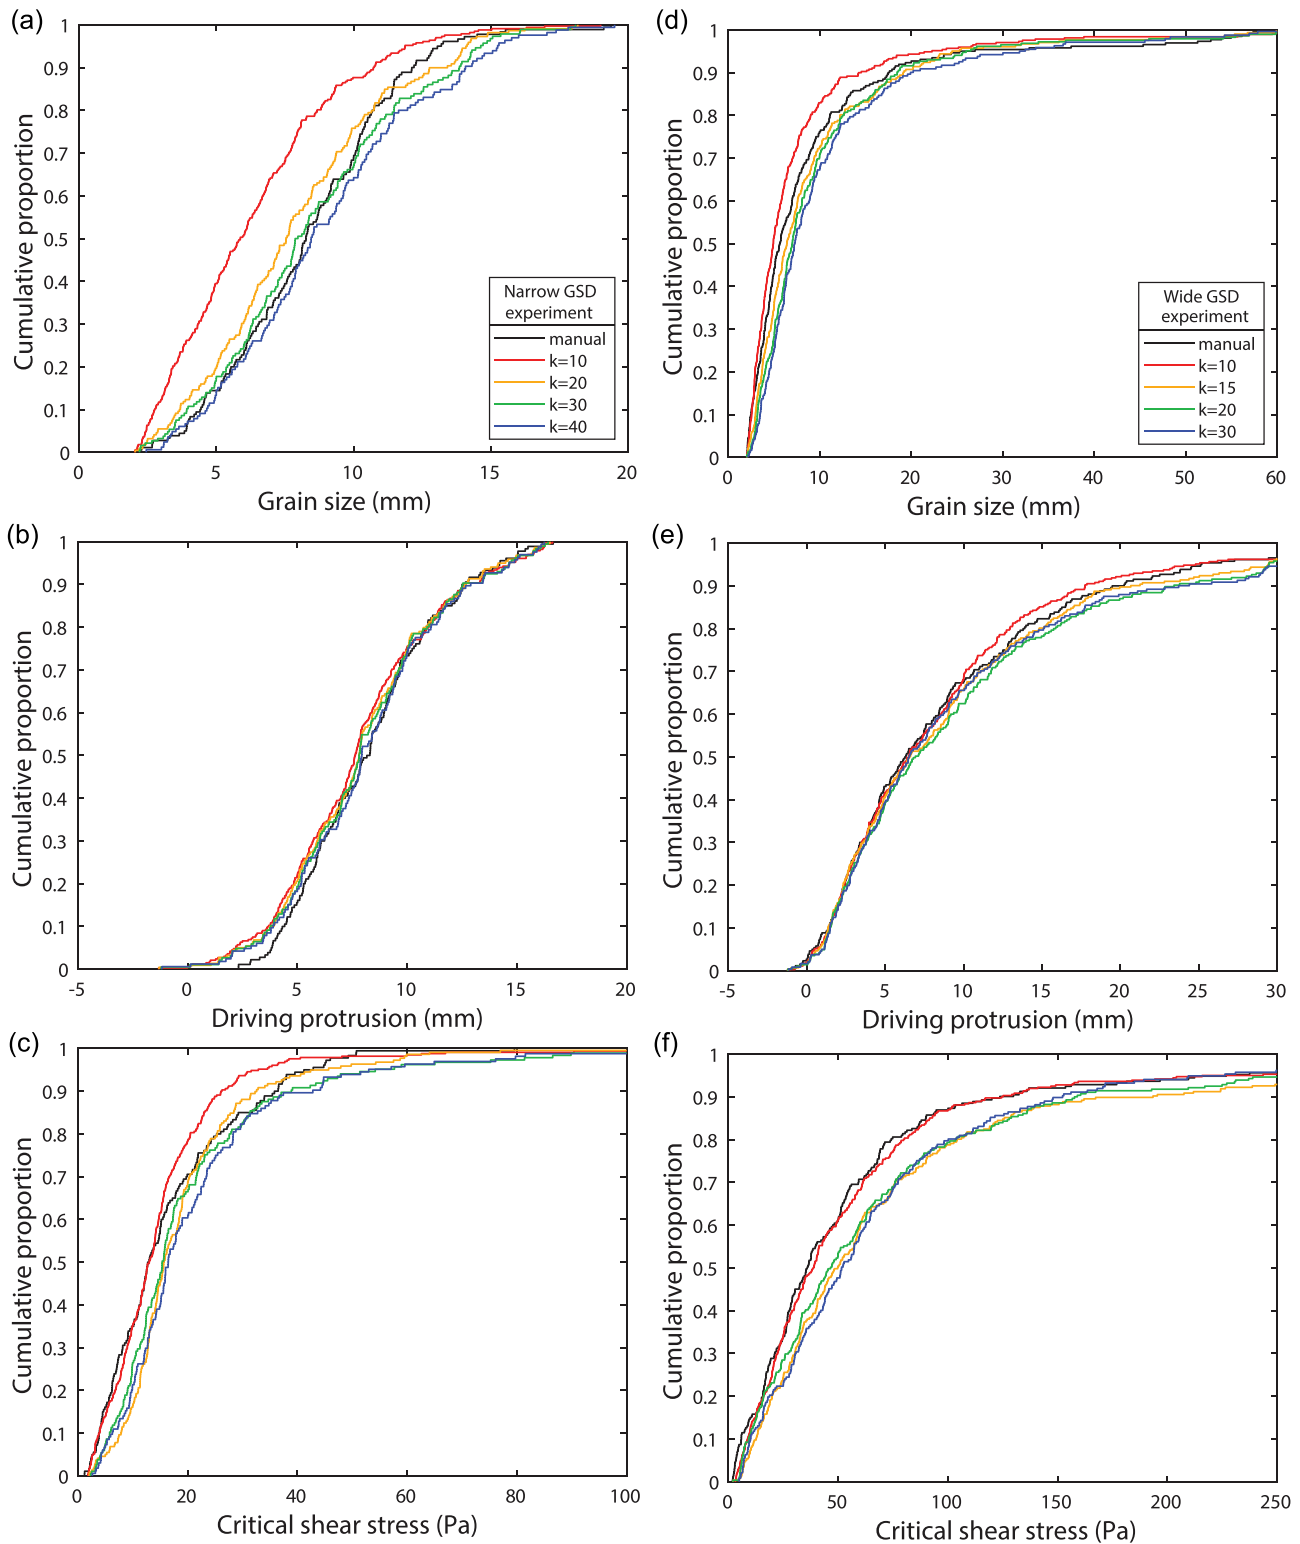 (a)
1
0.9
0.8
0.7
0.6
0.5
0.4
0.3
0.2
0.1
0
Cumulative proportion
0 5 10 15 20
Grain size (mm)
Narrow GSD
experiment
manual
k=10
k=20
k=30
k=40
(d)
1
0.9
0.8
0.7
0.6
0.5
0.4
0.3
0.2
0.1
0
Cumulative proportion
0 10 20 30 40 50 60
Grain size (mm)
Wide GSD
experiment
manual
k=10
k=15
k=20
k=30
(b)
1
0.9
0.8
0.7
0.6
0.5
0.4
0.3
0.2
0.1
0
Cumulative proportion
-5 0 5 10 15 20
Driving protrusion (mm)
(e)
1
0.9
0.8
0.7
0.6
0.5
0.4
0.3
0.2
0.1
0
Cumulative proportion
-5 0 5 10 15 20 25 30
Driving protrusion (mm)
(c)
1
0.9
0.8
0.7
0.6
0.5
0.4
0.3
0.2
0.1
0
Cumulative proportion
0 20 40 60 80 100
Critical shear stress (Pa)
(f)
1
0.9
0.8
0.7
0.6
0.5
0.4
0.3
0.2
0.1
0
Cumulative proportion
0 50 100 150 200 250
Critical shear stress (Pa)